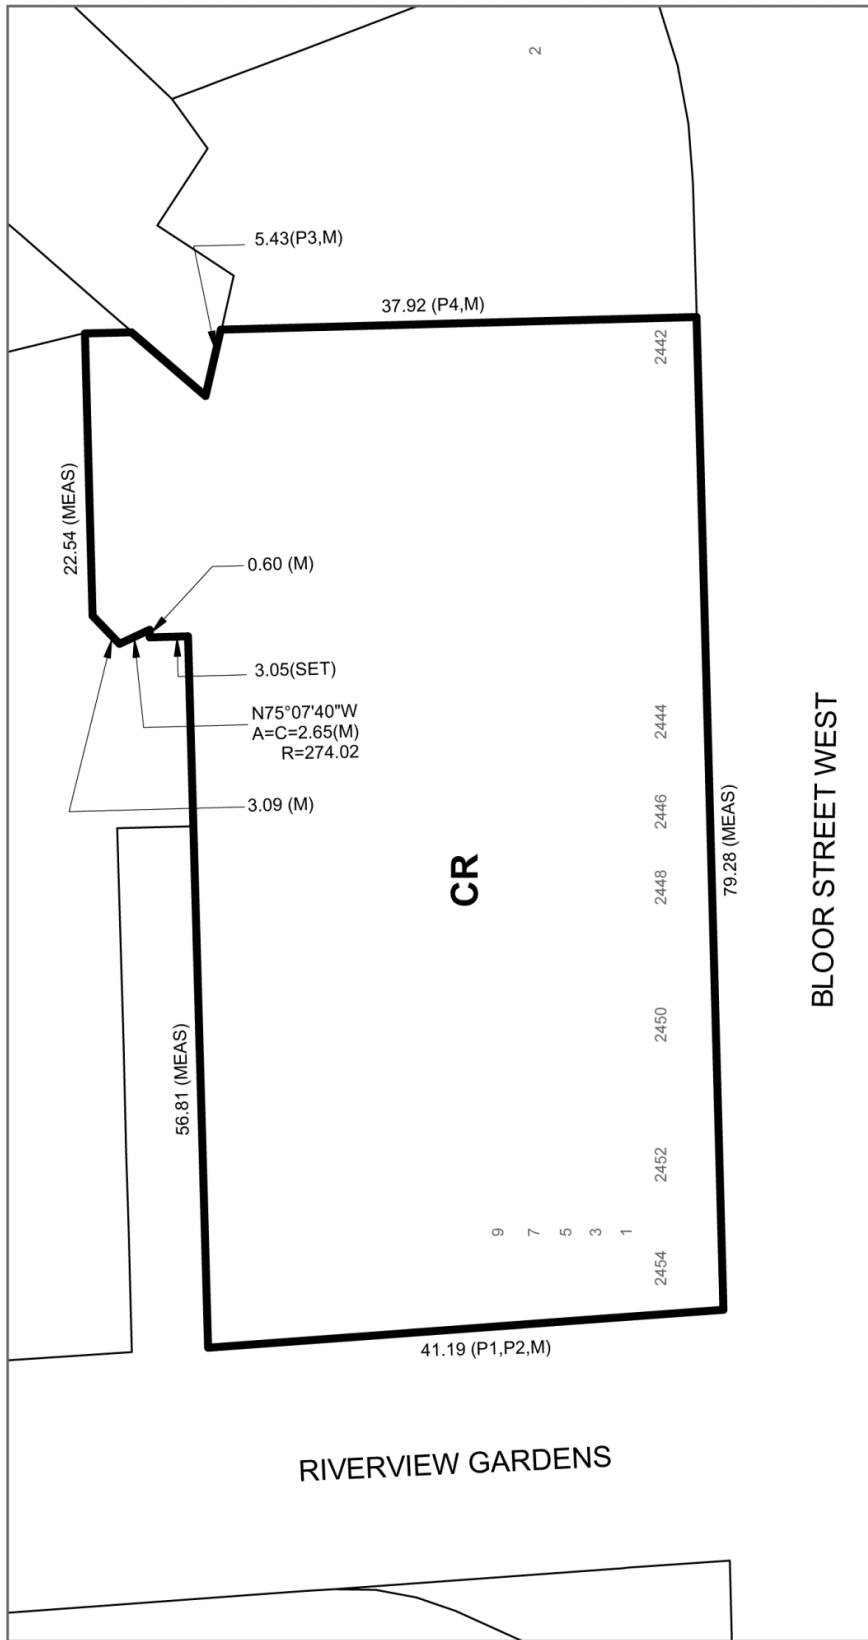 2
5.43(P3,M)
37.92 (P4,M)
2442
22.54 (MEAS)
0.60 (M)
3.05(SET)
N75°07'40"W
A=C=2.65(M)
R=274.02
3.09 (M)
2444
2446
2448
CR
79.28 (MEAS)
BLOOR STREET WEST
56.81 (MEAS)
2450
2452
2454
9
7
5
3
1
41.19 (P1,P2,M)
RIVERVIEW GARDENS